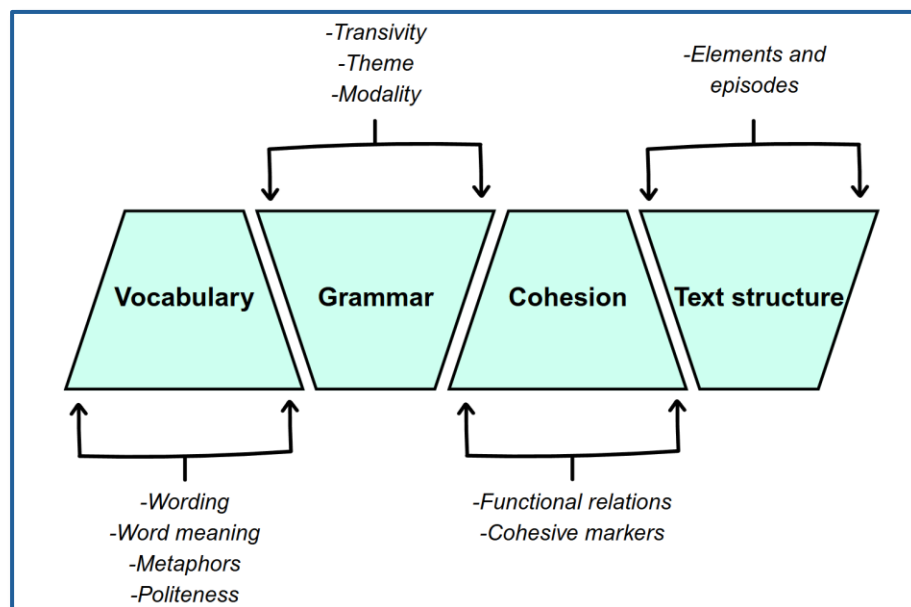 -Transivity
-Theme
-Modality
-Elements and
episodes
Vocabulary
Grammar
Cohesion
Text structure
-Wording
-Word meaning
-Metaphors
-Politeness
-Functional relations
-Cohesive markers